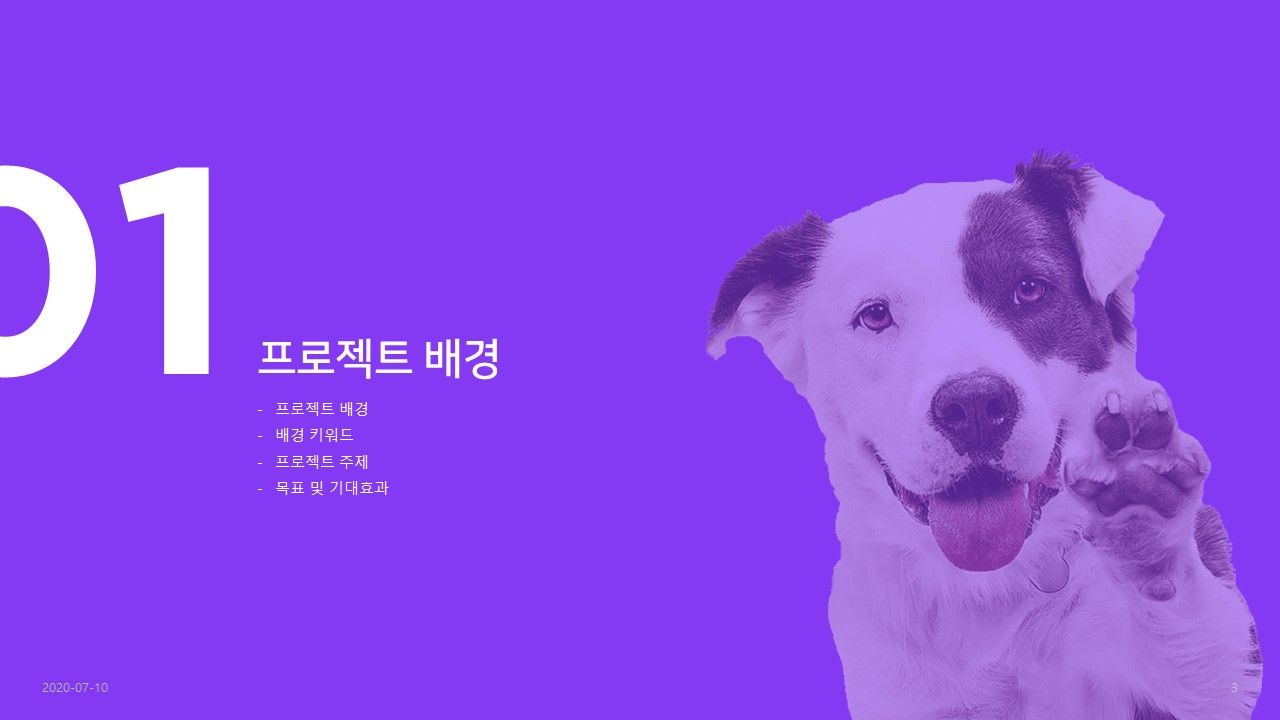 01
프로젝트 배경
- 프로젝트 배경
- 배경 키워드
- 프로젝트 주제
- 목표 및 기대효과
2020-07-10
3